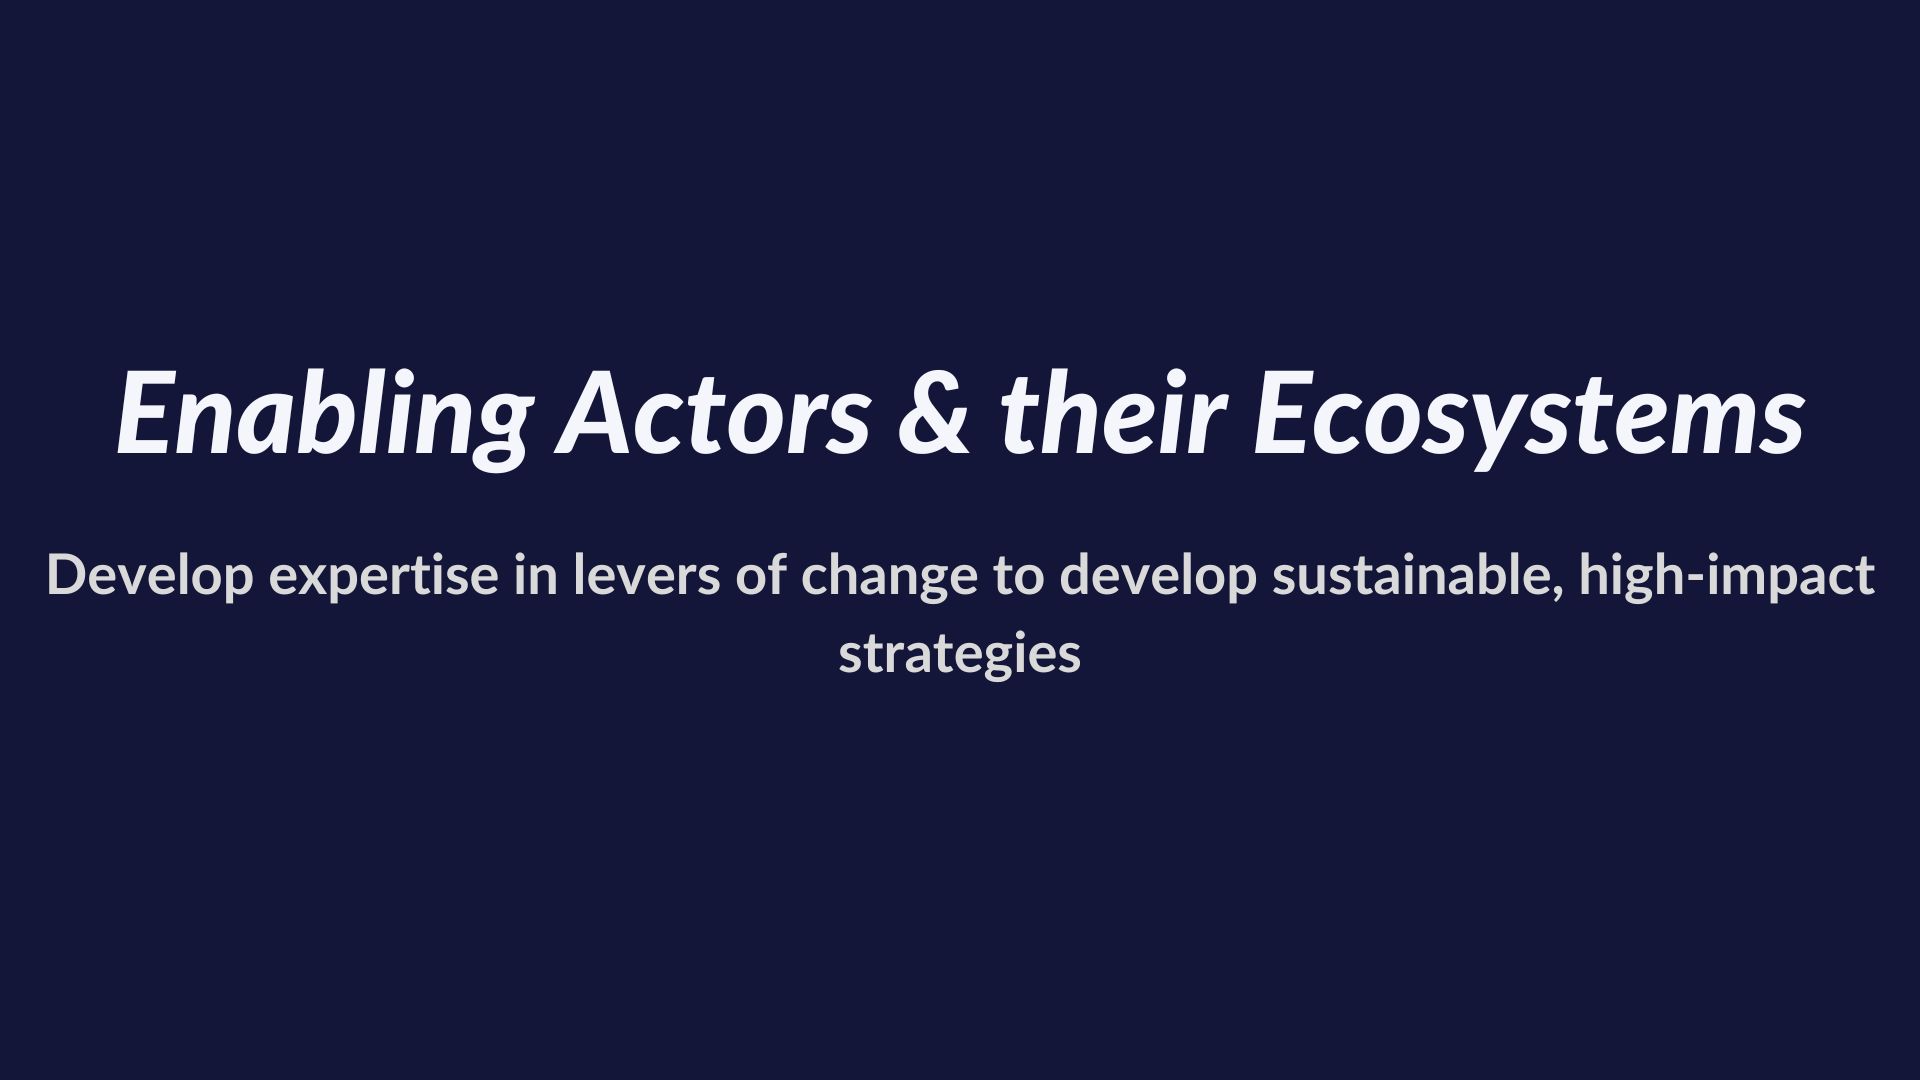 Enabling Actors & their Ecosystems
Develop expertise in levers of change to develop sustainable, high-impact
strategies